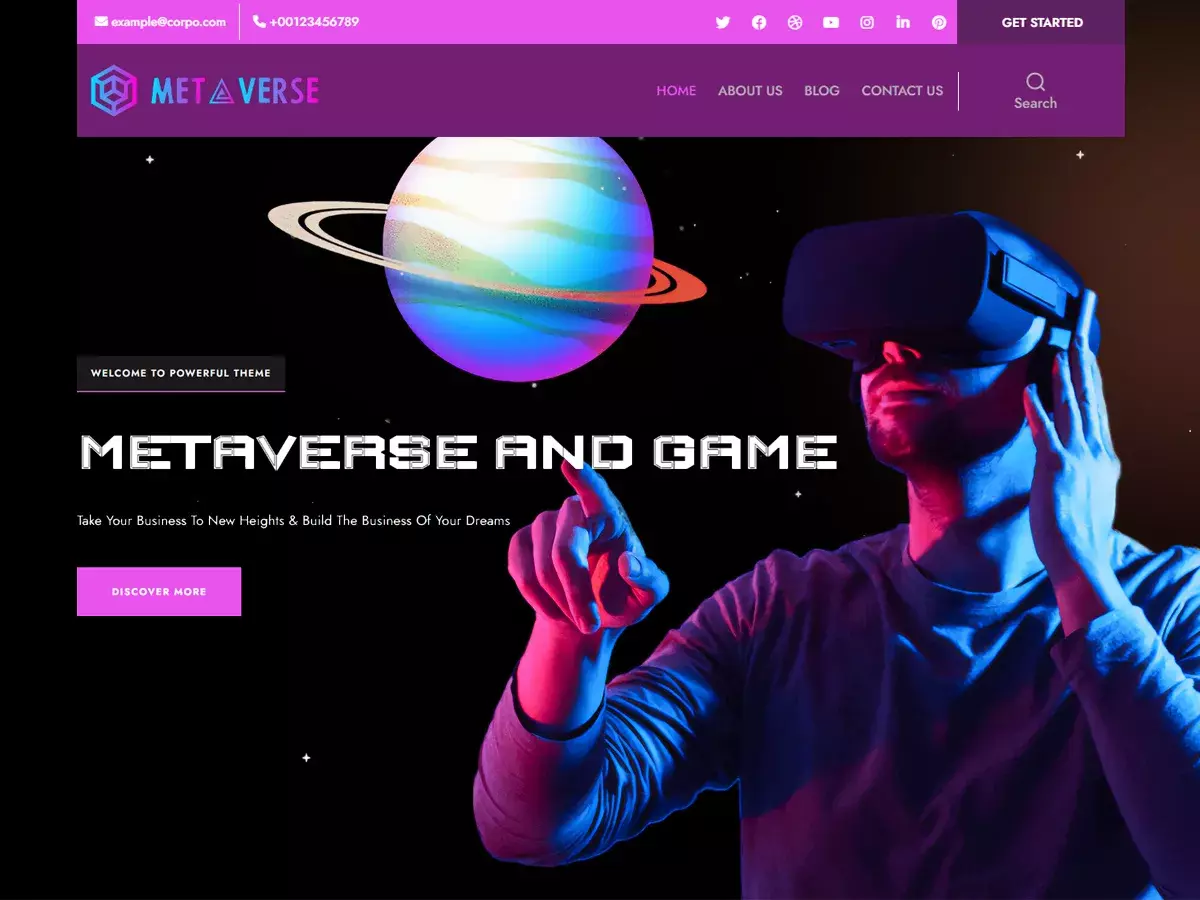 example@corpo.com
+00123456789
GET STARTED
METAVERSE
HOME
ABOUT US
BLOG
CONTACT US
Search
WELCOME TO POWERFUL THEME
METAVERSE AND GAME
Take Your Business To New Heights & Build The Business Of Your Dreams
DISCOVER MORE